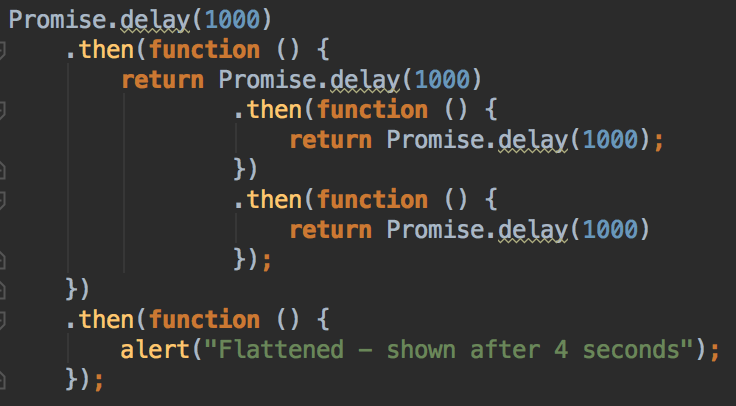 Promise.delay(1000)
    .then(function () {
        return Promise.delay(1000)
                .then(function () {
                    return Promise.delay(1000);
                })
                .then(function () {
                    return Promise.delay(1000)
                });
    })
    .then(function () {
        alert("Flattened - shown after 4 seconds");
    });